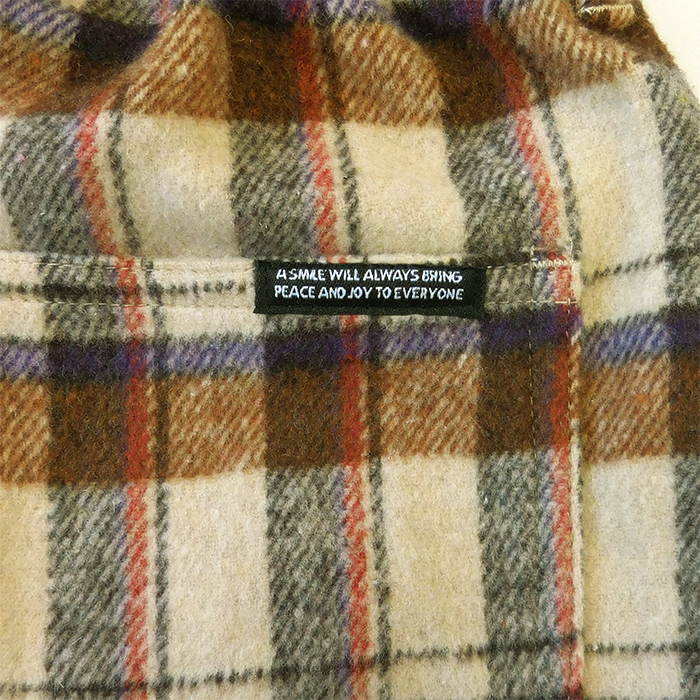 A SMILE WILL ALWAYS BRING
PEACE AND JOY TO EVERYONE